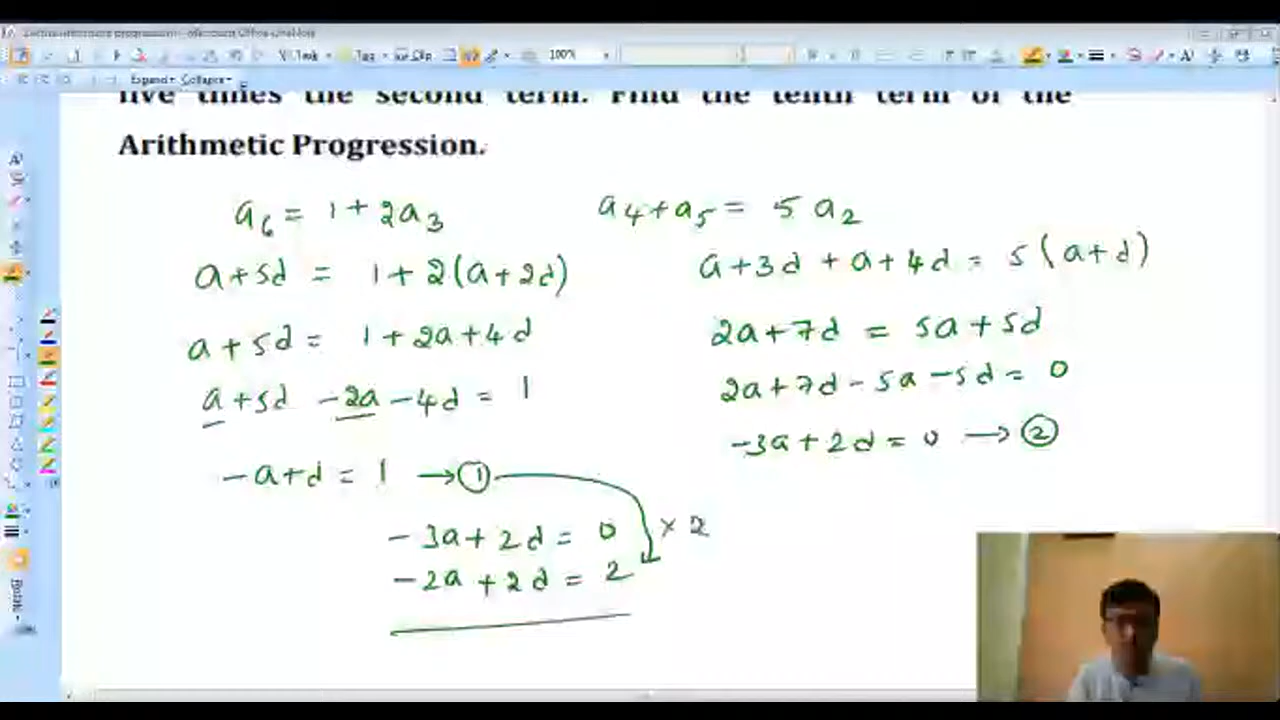 100%
Expand Collapse
five times the second term. Find the tenth term of the
Arithmetic Progression.
a₆ = 1 + 2a₃
a + 5d = 1 + 2(a + 2d)
a + 5d = 1 + 2a + 4d
a + 5d - 2a - 4d = 1
- a + d = 1 → ①
a₄ + a₅ = 5 a₂
a + 3d + a + 4d = 5 (a + d)
2a + 7d = 5a + 5d
2a + 7d - 5a - 5d = 0
- 3a + 2d = 0 → ②
- 3a + 2d = 0
× 2
- 2a + 2d = 2